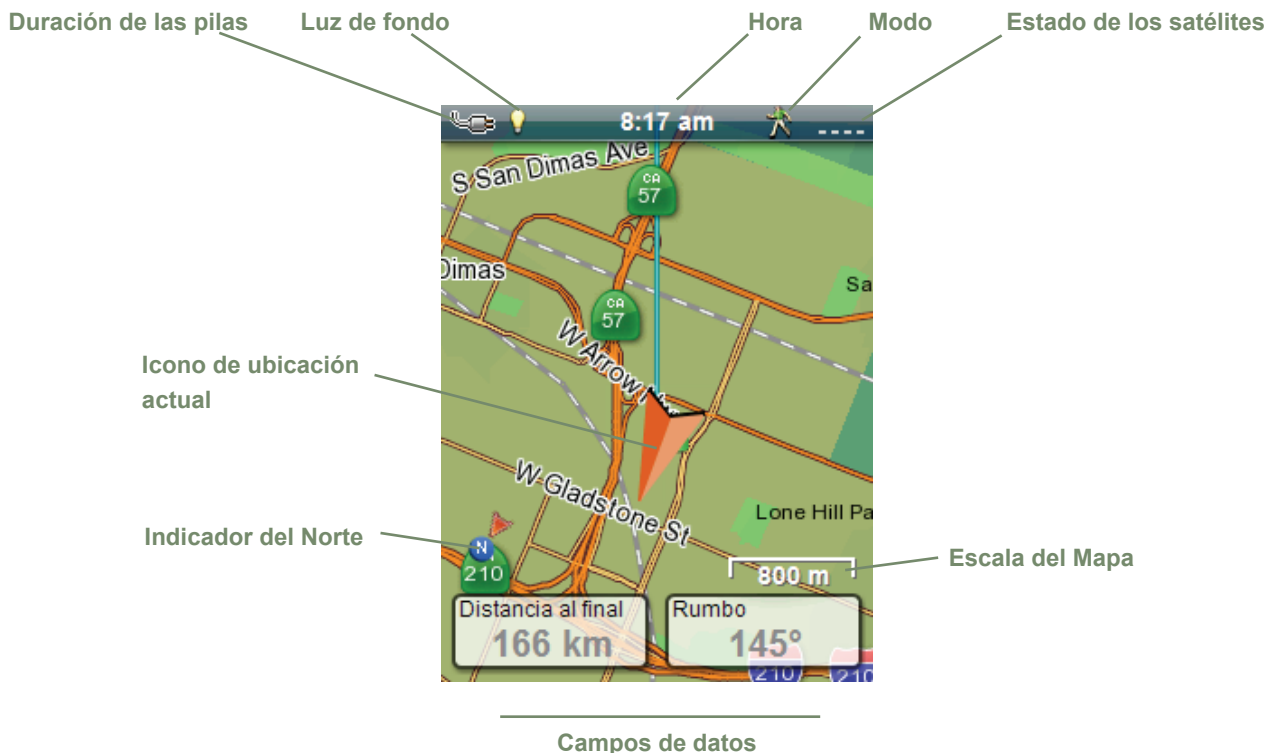 Duración de las pilas
Luz de fondo
Hora
Modo
Estado de los satélites
8:17 am
S San Dimas Ave
CA
57
Dimas
Sa
CA
57
W Arrow
Icono de ubicación
actual
W Gladstone St
Lone Hill Pa
Indicador del Norte
N
210
800 m
Escala del Mapa
Distancia al final
166 km
Rumbo
145°
210
210
Campos de datos